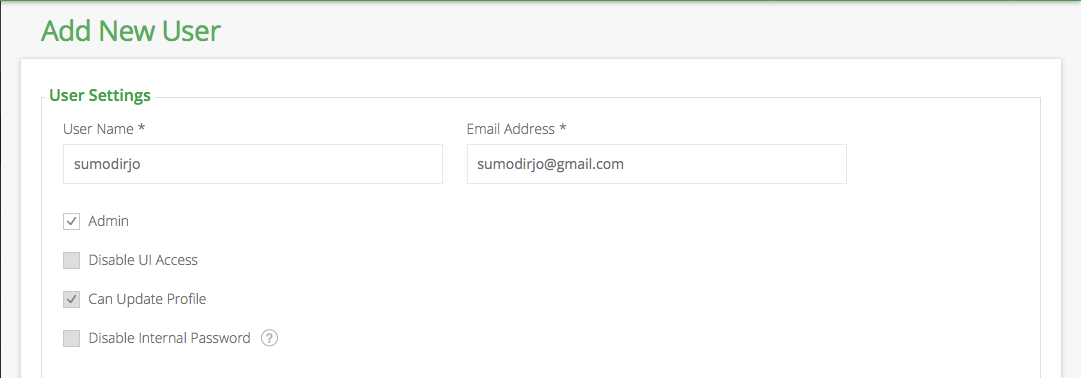 Add New User
User Settings
User Name * Email Address *
sumodirjo sumodirjo@gmail.com
Admin
Disable UI Access
Can Update Profile
Disable Internal Password ?